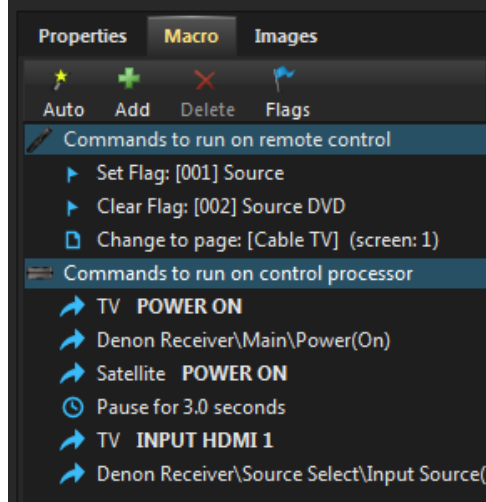 Properties Macro Images
Auto Add Delete Flags
Commands to run on remote control
Set Flag: [001] Source
Clear Flag: [002] Source DVD
Change to page: [Cable TV] (screen: 1)
Commands to run on control processor
TV POWER ON
Denon Receiver\Main\Power(On)
Satellite POWER ON
Pause for 3.0 seconds
TV INPUT HDMI 1
Denon Receiver\Source Select\Input Source(